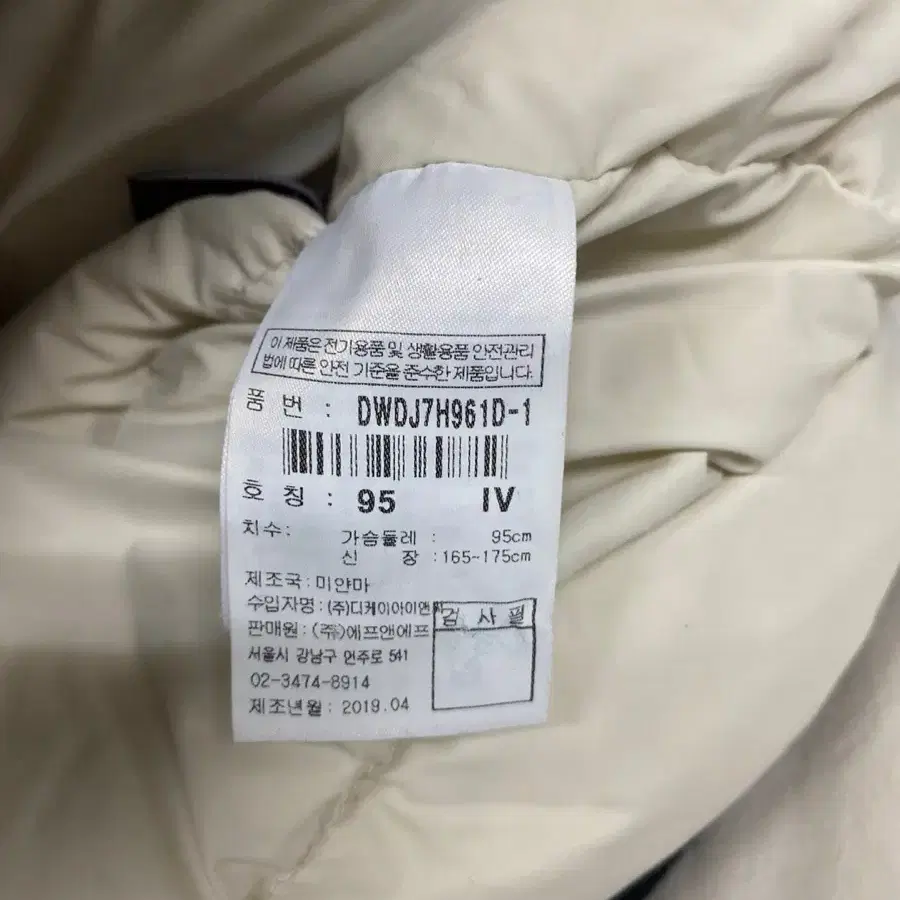 이 제품은 전기용품 및 생활용품 안전관리
법에 따른 안전 기준을 준수한 제품입니다.
품 번 : DWDJ7H961D-1
호 칭 : 95 IV
치수: 가슴둘레 : 95cm
신 장 : 165-175cm
제조국 : 미얀마
수입자명 : (주)디케이아이앤
판매원 : (주)에프앤에프
검 사 필
서울시 강남구 언주로 541
02-3474-8914
제조년월 : 2019.04